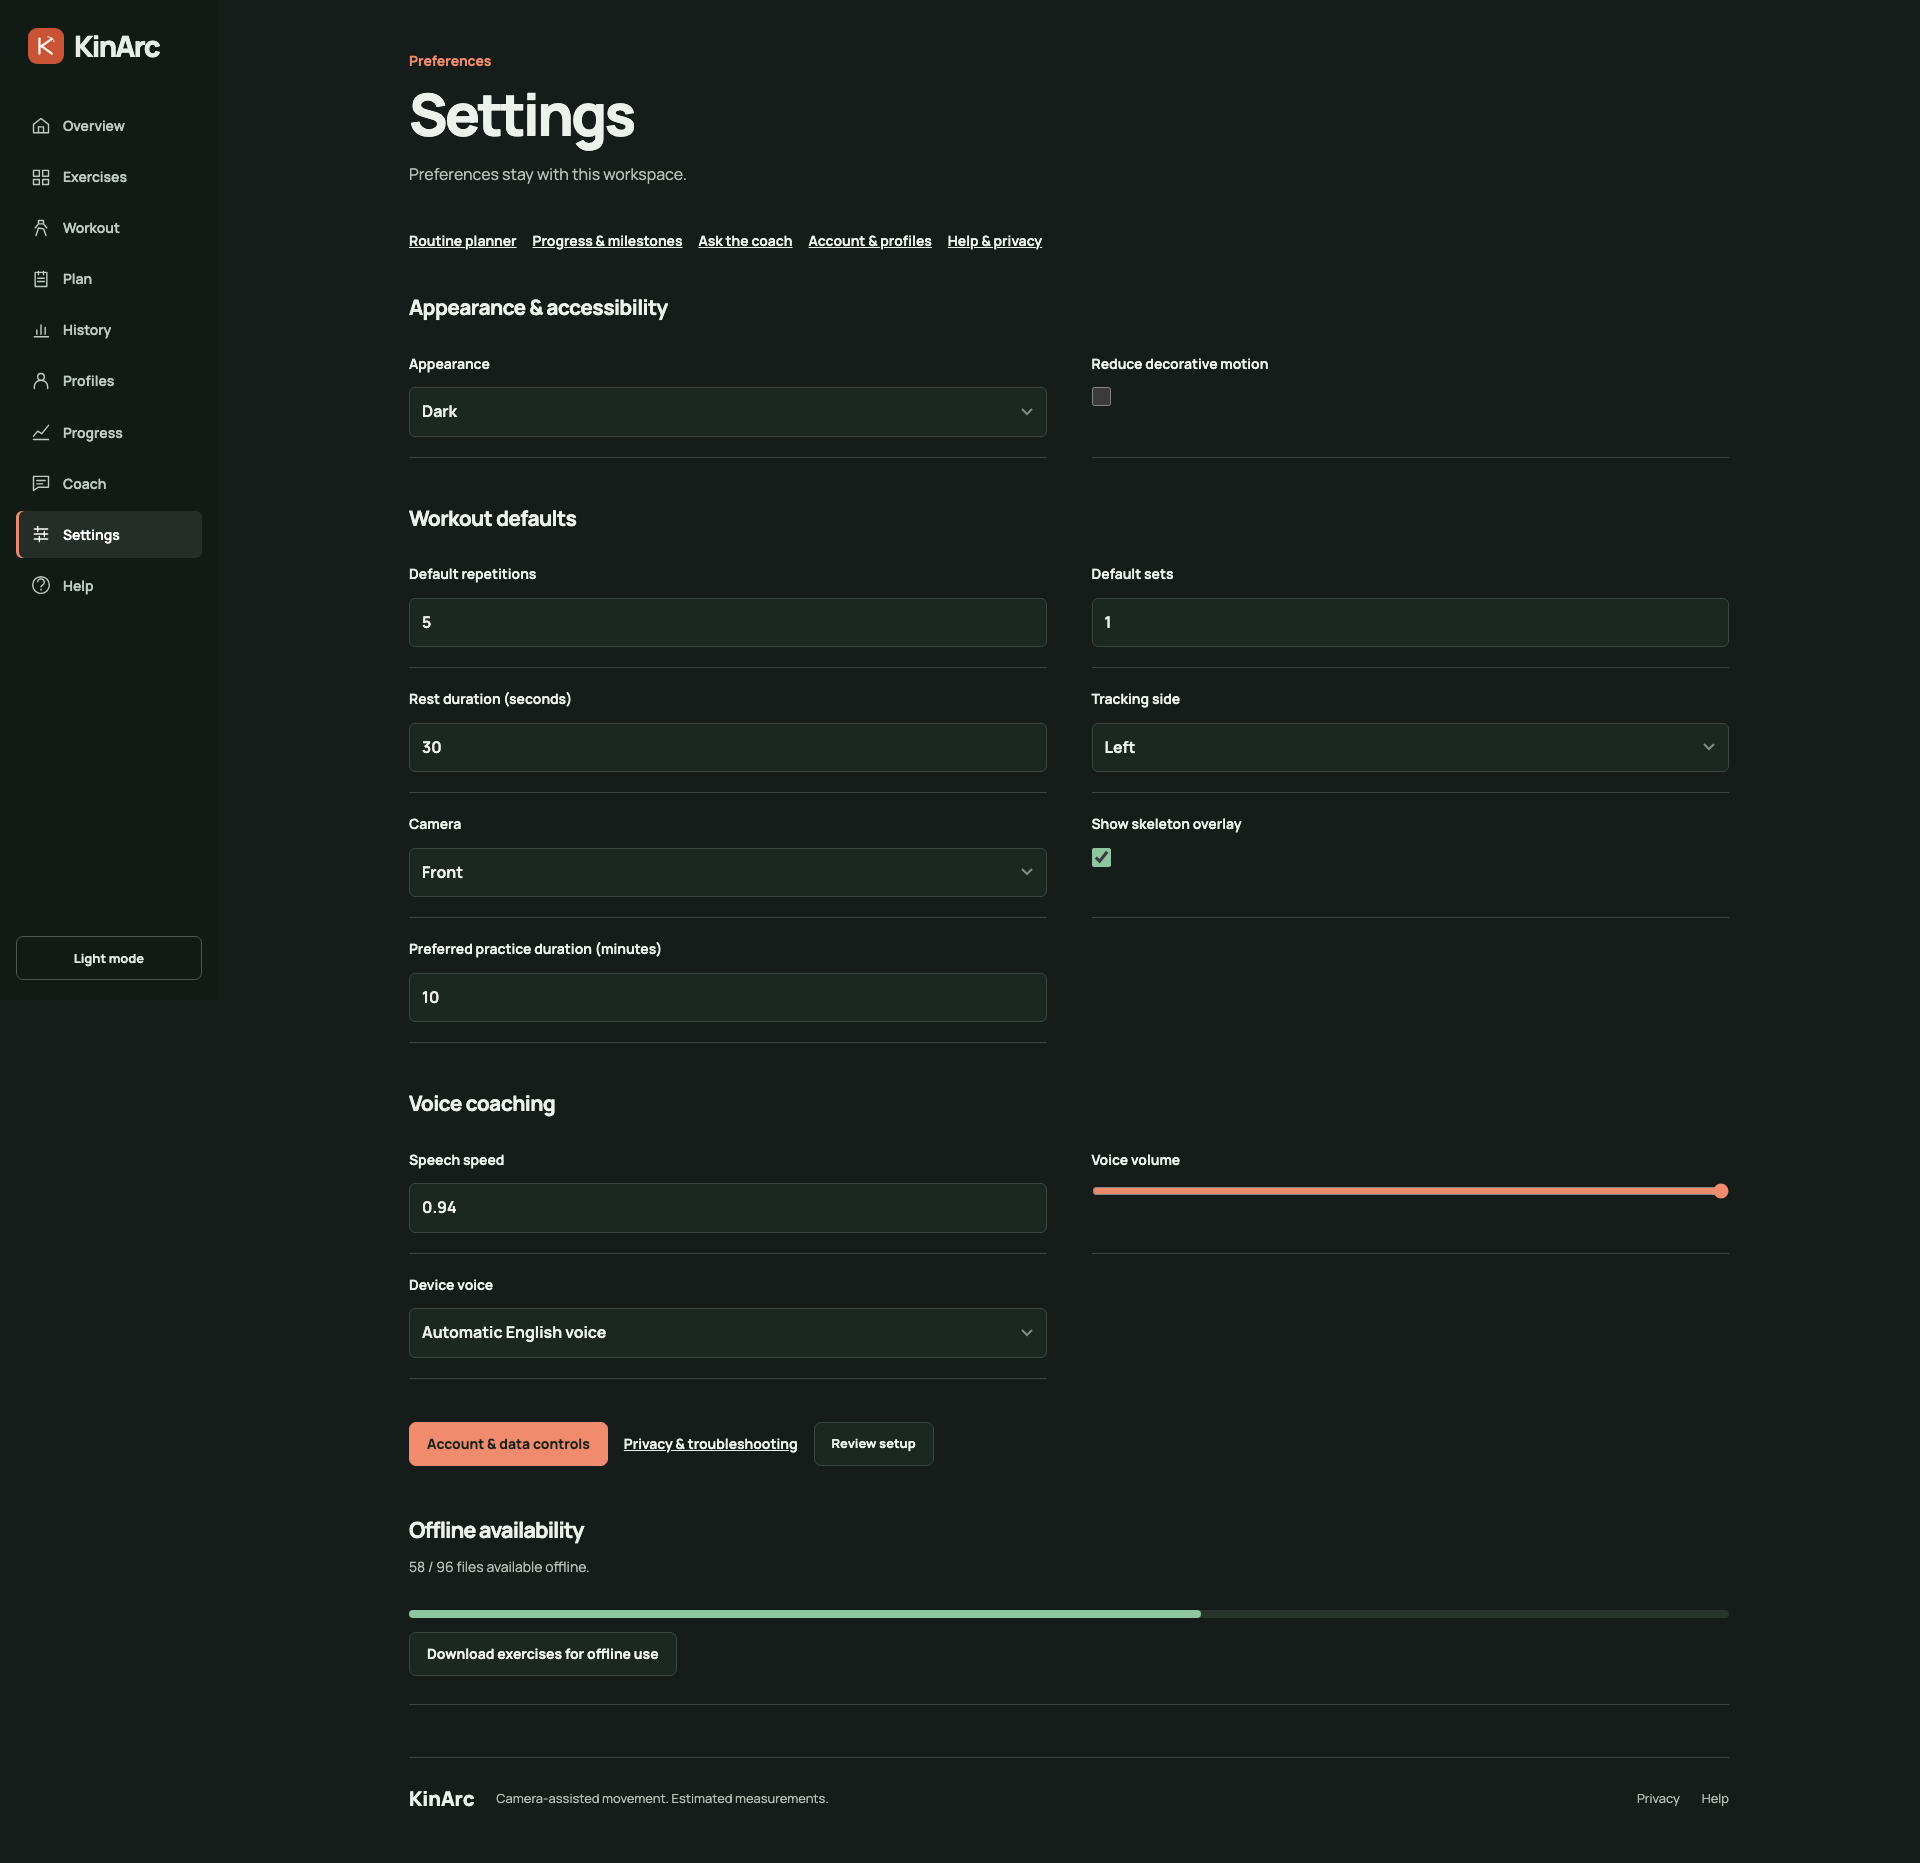 KinArc
Overview
Exercises
Workout
Plan
History
Profiles
Progress
Coach
Settings
Help
Light mode
Preferences
Settings
Preferences stay with this workspace.
Routine planner Progress & milestones Ask the coach Account & profiles Help & privacy
Appearance & accessibility
Appearance
Dark
Reduce decorative motion
Workout defaults
Default repetitions
5
Default sets
1
Rest duration (seconds)
30
Tracking side
Left
Camera
Front
Show skeleton overlay
Preferred practice duration (minutes)
10
Voice coaching
Speech speed
0.94
Voice volume
Device voice
Automatic English voice
Account & data controls Privacy & troubleshooting Review setup
Offline availability
58 / 96 files available offline.
Download exercises for offline use
KinArc Camera-assisted movement. Estimated measurements. Privacy Help